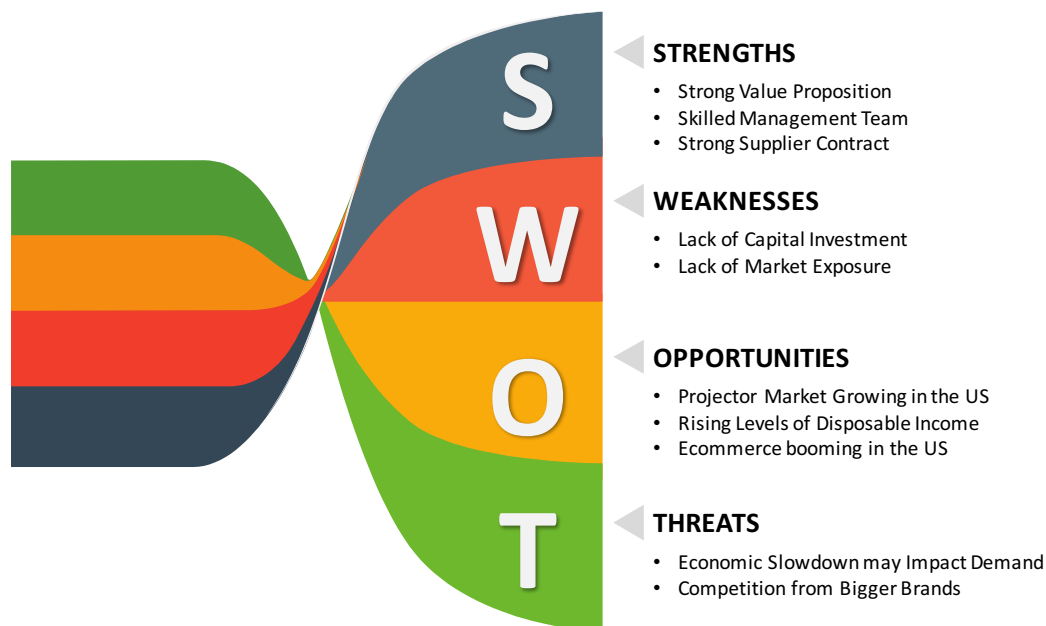 S
STRENGTHS
• Strong Value Proposition
• Skilled Management Team
• Strong Supplier Contract
W
WEAKNESSES
• Lack of Capital Investment
• Lack of Market Exposure
O
OPPORTUNITIES
• Projector Market Growing in the US
• Rising Levels of Disposable Income
• Ecommerce booming in the US
T
THREATS
• Economic Slowdown may Impact Demand
• Competition from Bigger Brands